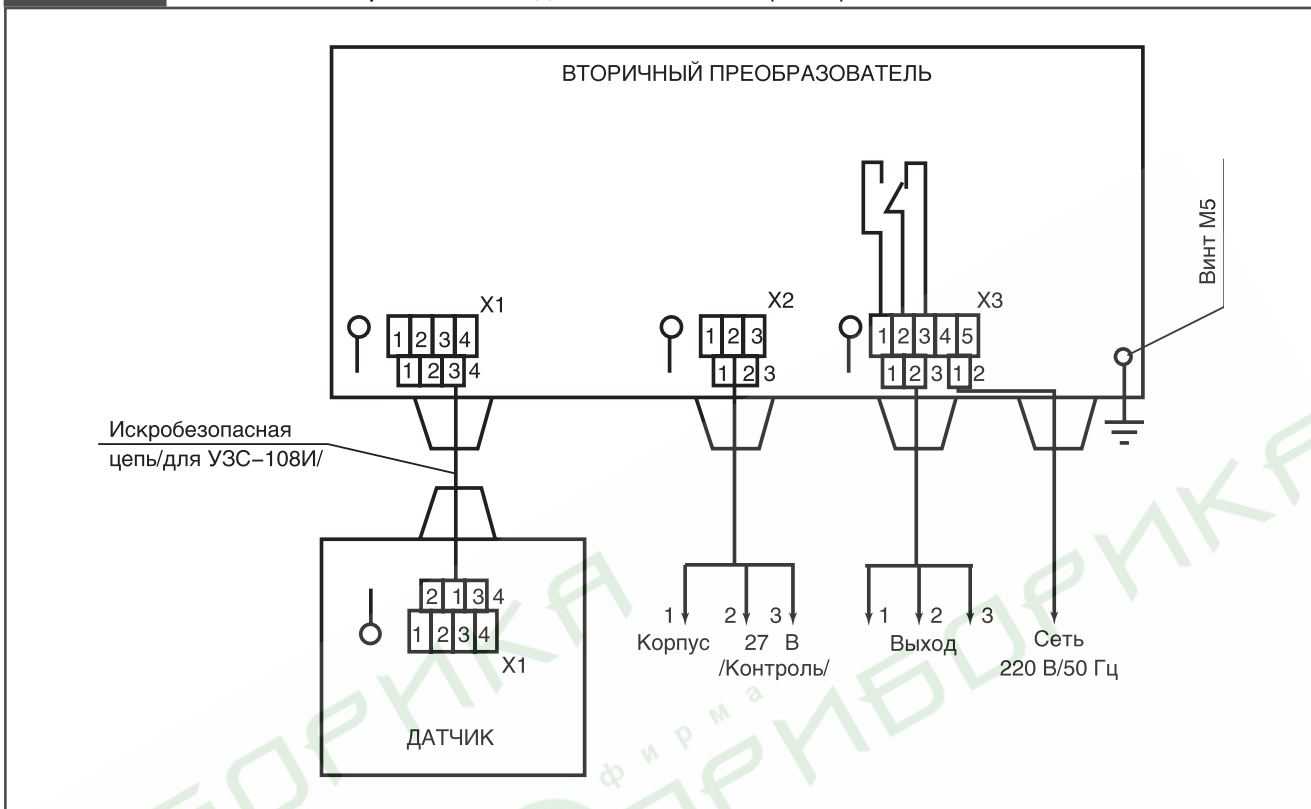 ВТОРИЧНЫЙ ПРЕОБРАЗОВАТЕЛЬ
Винт М5
X1
X2
X3
1 2 3 4
1 2 3
1 2 3 4 5
1 2 3 4
1 2 3
1 2 3
1 2
Искробезопасная
цепь/для УЗС–108И/
2 1 3 4
1 2 3 4
X1
ДАТЧИК
1 2 3
Корпус 27 В
/Контроль/
1 2 3
Выход
Сеть
220 В/50 Гц
фирма
ПРИБОРИКА